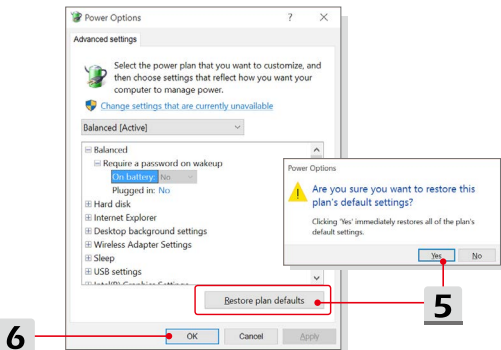 Power Options
Advanced settings
Select the power plan that you want to customize, and
then choose settings that reflect how you want your
computer to manage power.
Change settings that are currently unavailable
Balanced [Active]
Balanced
Require a password on wakeup
On battery: No
Plugged in: No
Hard disk
Internet Explorer
Desktop background settings
Wireless Adapter Settings
Sleep
USB settings
Intel(R) Graphics Settings
Restore plan defaults
OK Cancel Apply
Power Options
Are you sure you want to restore this
plan's default settings?
Clicking 'Yes' immediately restores all of the plan's
default settings.
Yes No
5
6